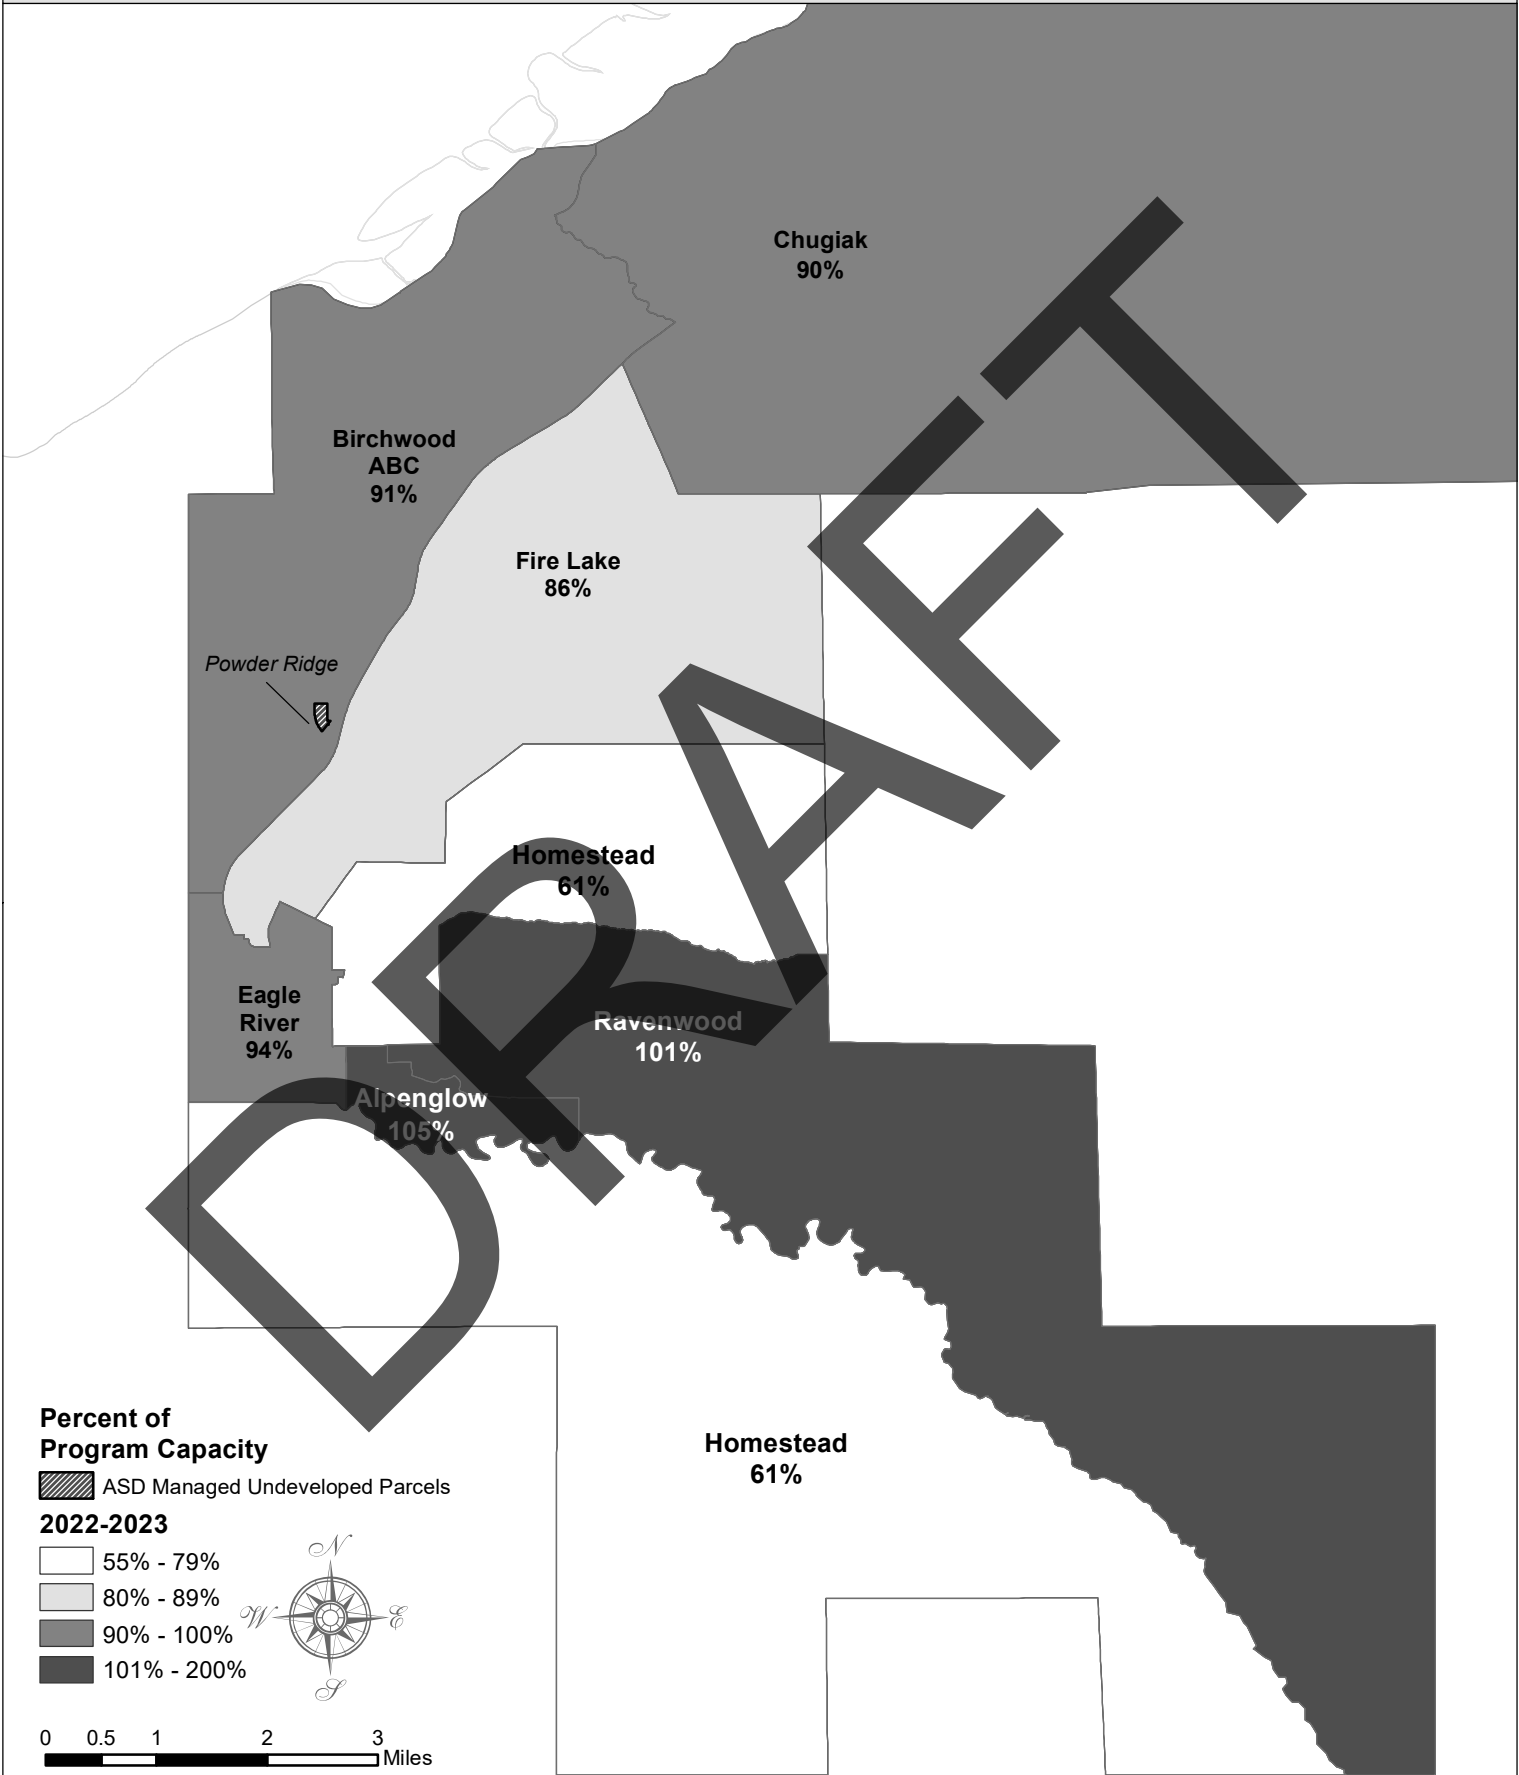 Chugiak
90%
Birchwood
ABC
91%
Fire Lake
86%
Powder Ridge
Homestead
61%
Eagle
River
94%
Ravenwood
101%
Alpenglow
105%
DRAFT
Homestead
61%
Percent of
Program Capacity
ASD Managed Undeveloped Parcels
2022-2023
55% - 79%
80% - 89%
90% - 100%
101% - 200%
N
W
E
S
0 0.5 1 2 3
Miles